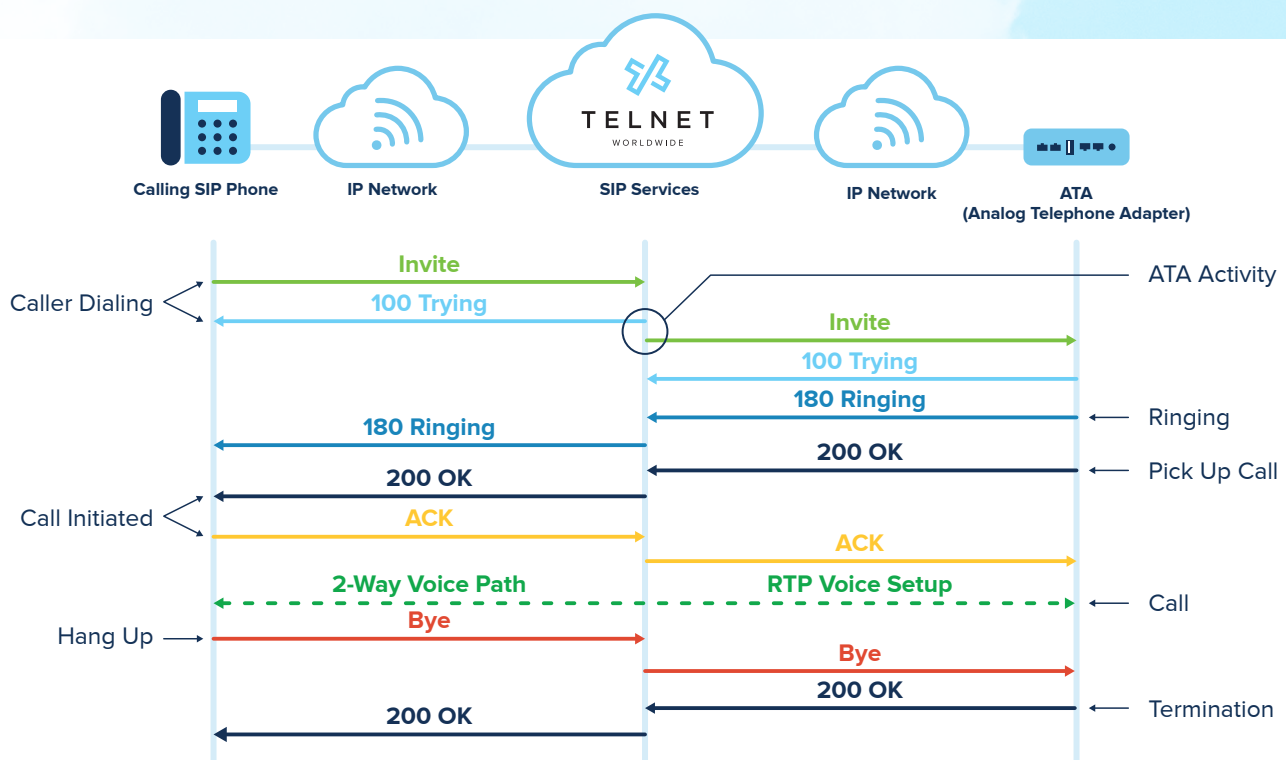 TELNET
WORLDWIDE
Calling SIP Phone
IP Network
SIP Services
IP Network
ATA
(Analog Telephone Adapter)
Invite
ATA Activity
Caller Dialing
100 Trying
Invite
100 Trying
180 Ringing
Ringing
180 Ringing
200 OK
Pick Up Call
200 OK
Call Initiated
ACK
ACK
2-Way Voice Path
RTP Voice Setup
Call
Bye
Hang Up
Bye
200 OK
Termination
200 OK